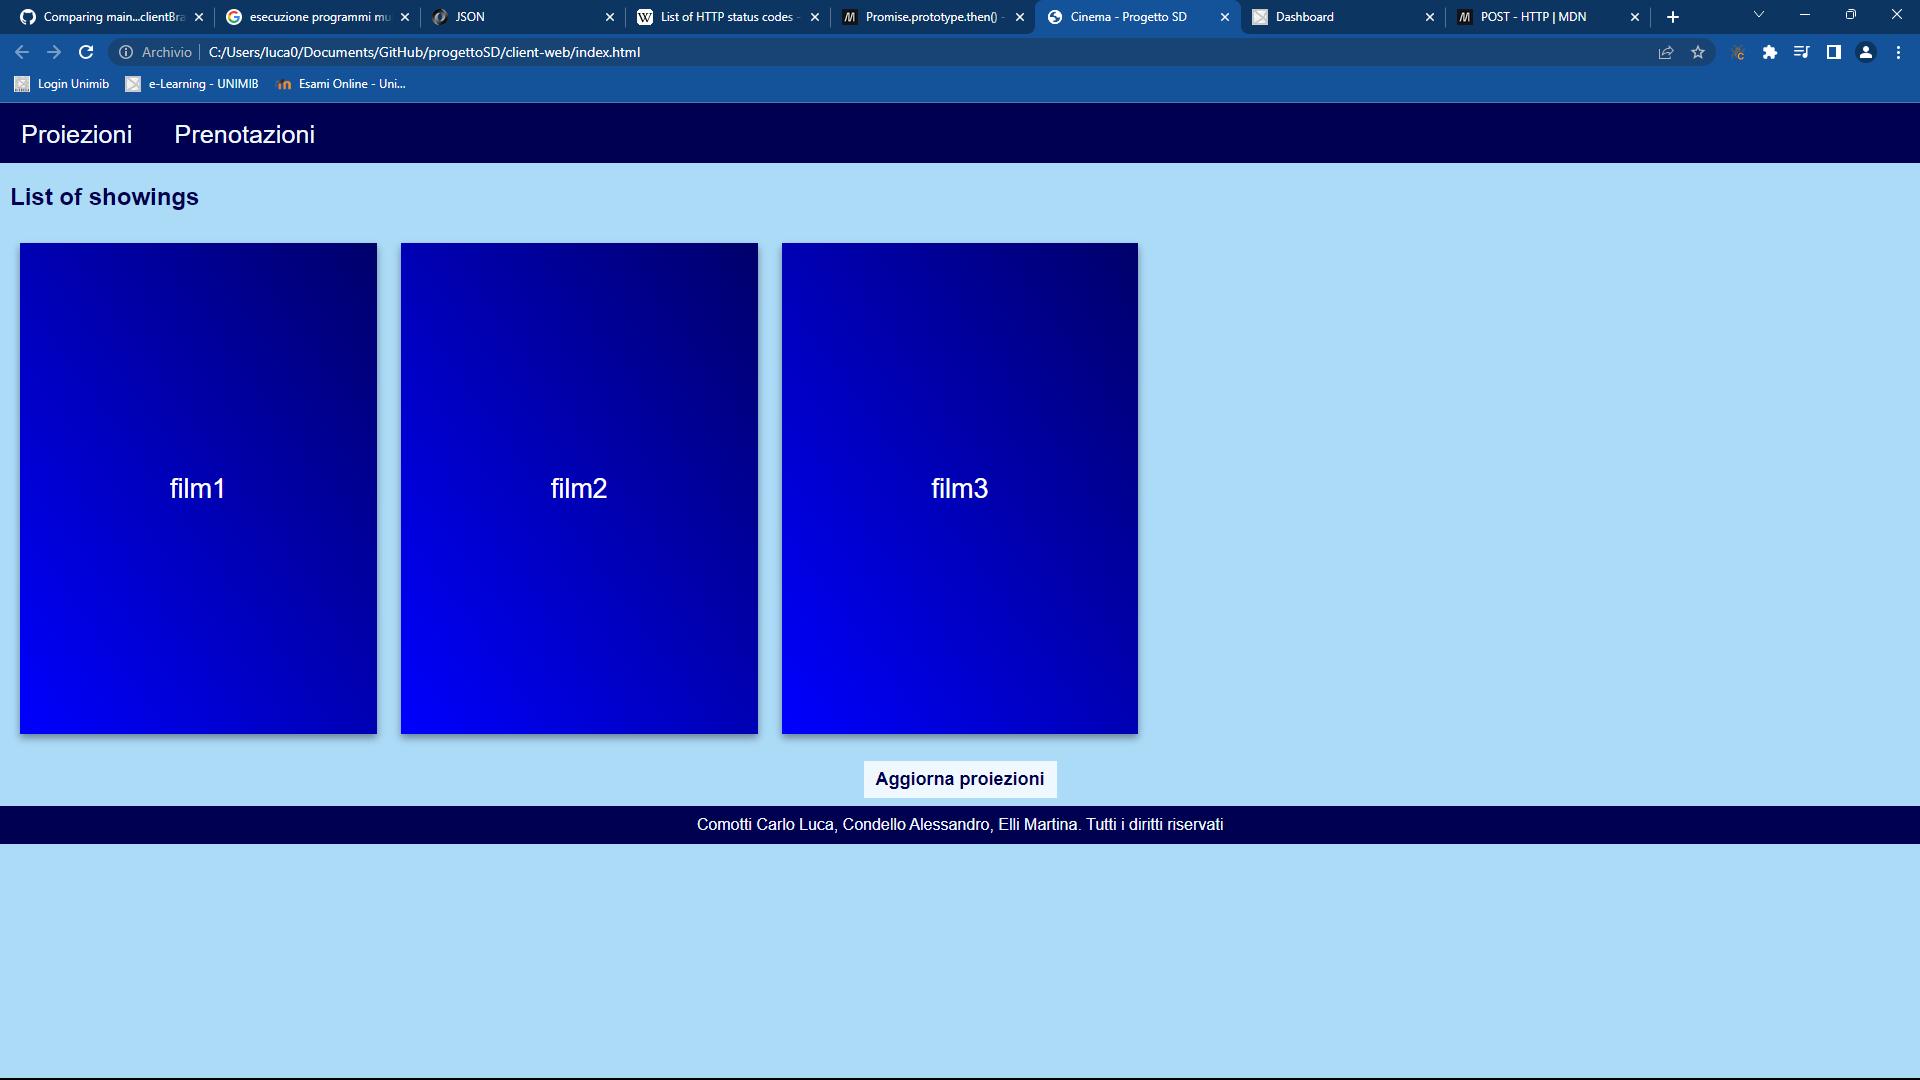 Comparing main...clientBra
esecuzione programmi mu
JSON
List of HTTP status codes -
Promise.prototype.then() -
Cinema - Progetto SD
Dashboard
POST - HTTP | MDN
Archivio
C:/Users/luca0/Documents/GitHub/progettoSD/client-web/index.html
Login Unimib
e-Learning - UNIMIB
Esami Online - Uni...
Proiezioni
Prenotazioni
List of showings
film1
film2
film3
Aggiorna proiezioni
Comotti Carlo Luca, Condello Alessandro, Elli Martina. Tutti i diritti riservati